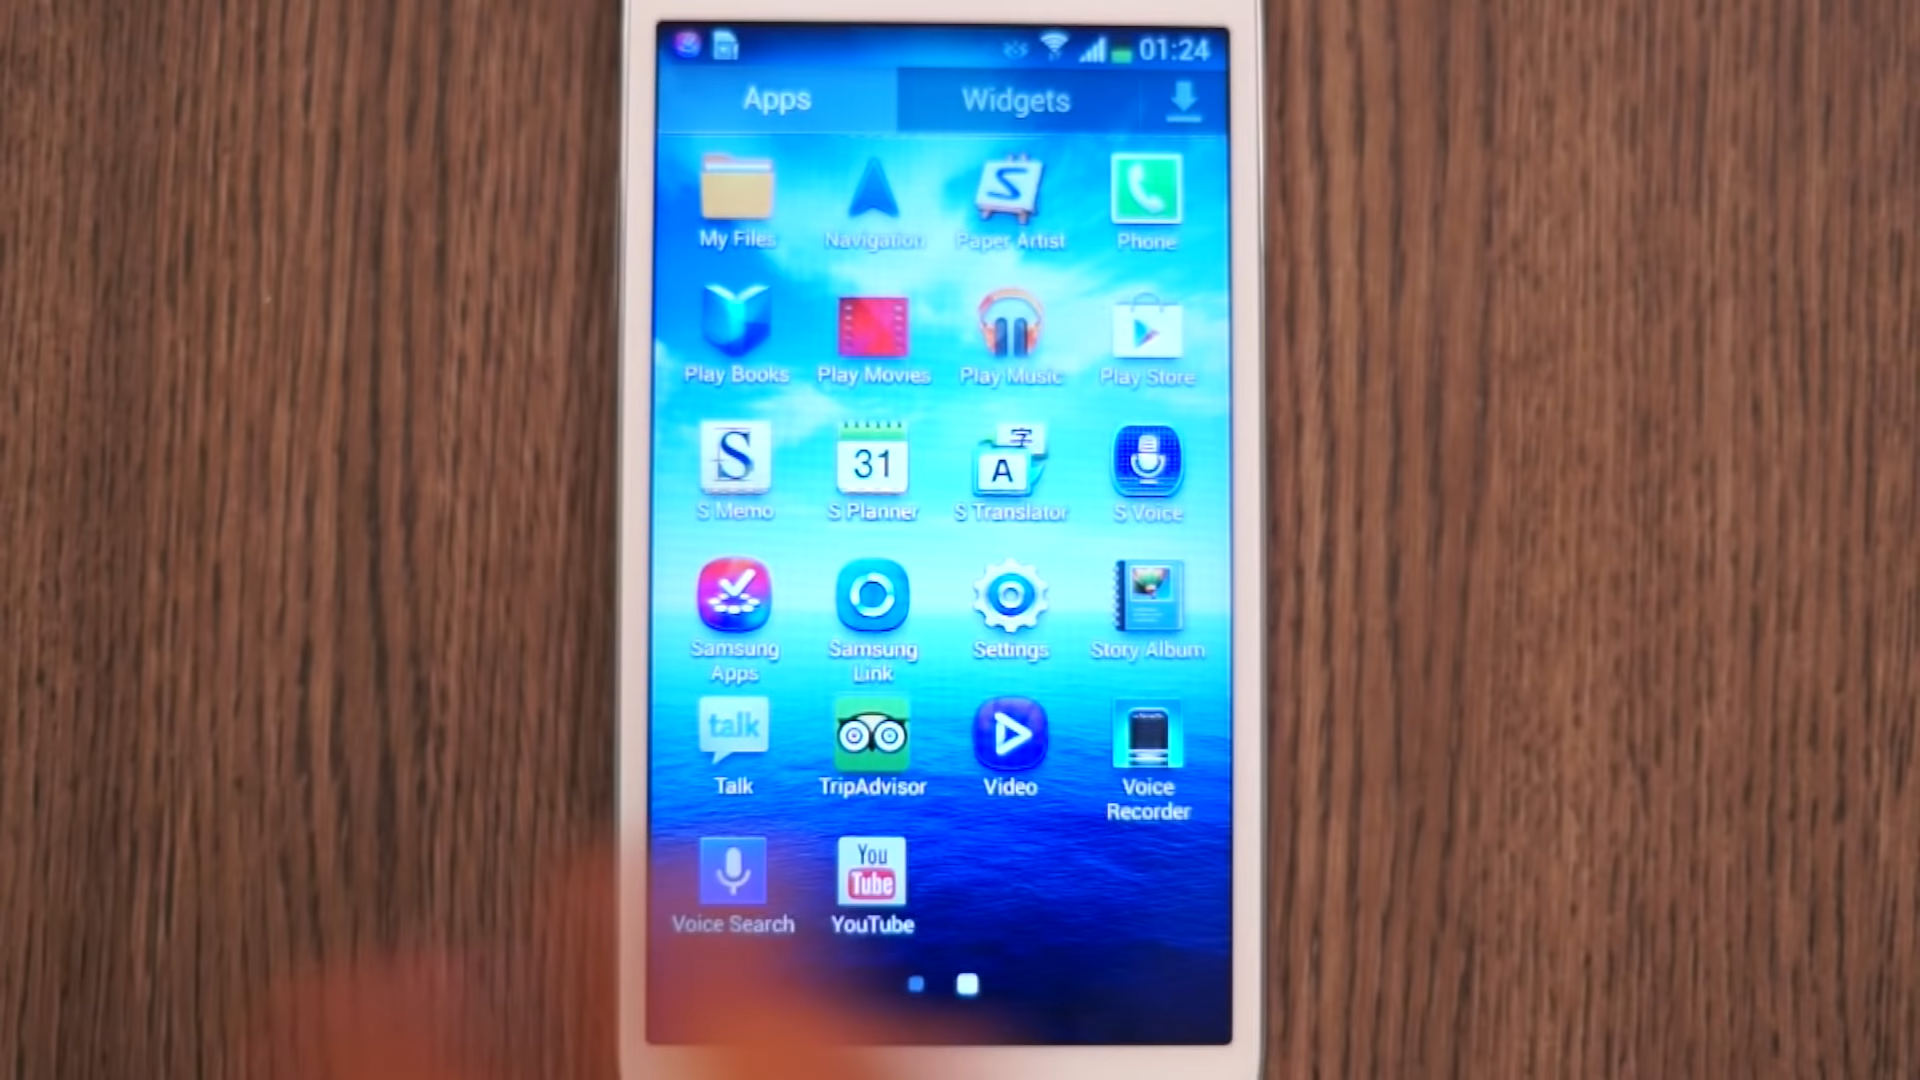 01:24
Apps Widgets
My Files Navigation Paper Artist Phone
Play Books Play Movies Play Music Play Store
S 31 字 A
S Memo S Planner S Translator S Voice
Samsung Apps Samsung Link Settings Story Album
talk
Talk TripAdvisor Video Voice Recorder
You Tube
Voice Search YouTube